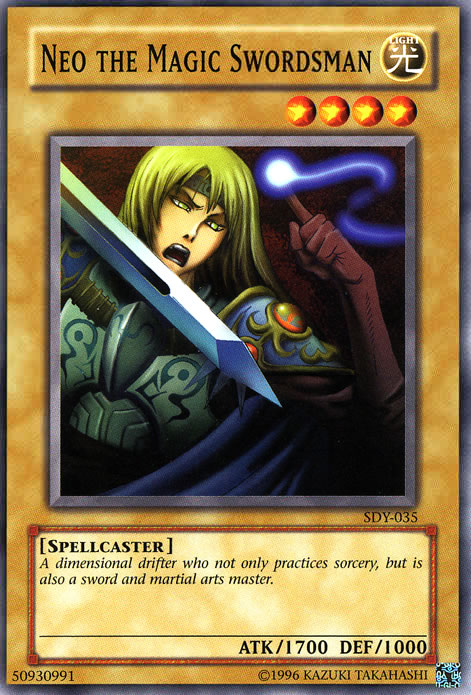 NEO THE MAGIC SWORDSMAN
LIGHT
光
SDY-035
[SPELLCASTER]
A dimensional drifter who not only practices sorcery, but is
also a sword and martial arts master.
ATK/1700 DEF/1000
50930991
©1996 KAZUKI TAKAHASHI